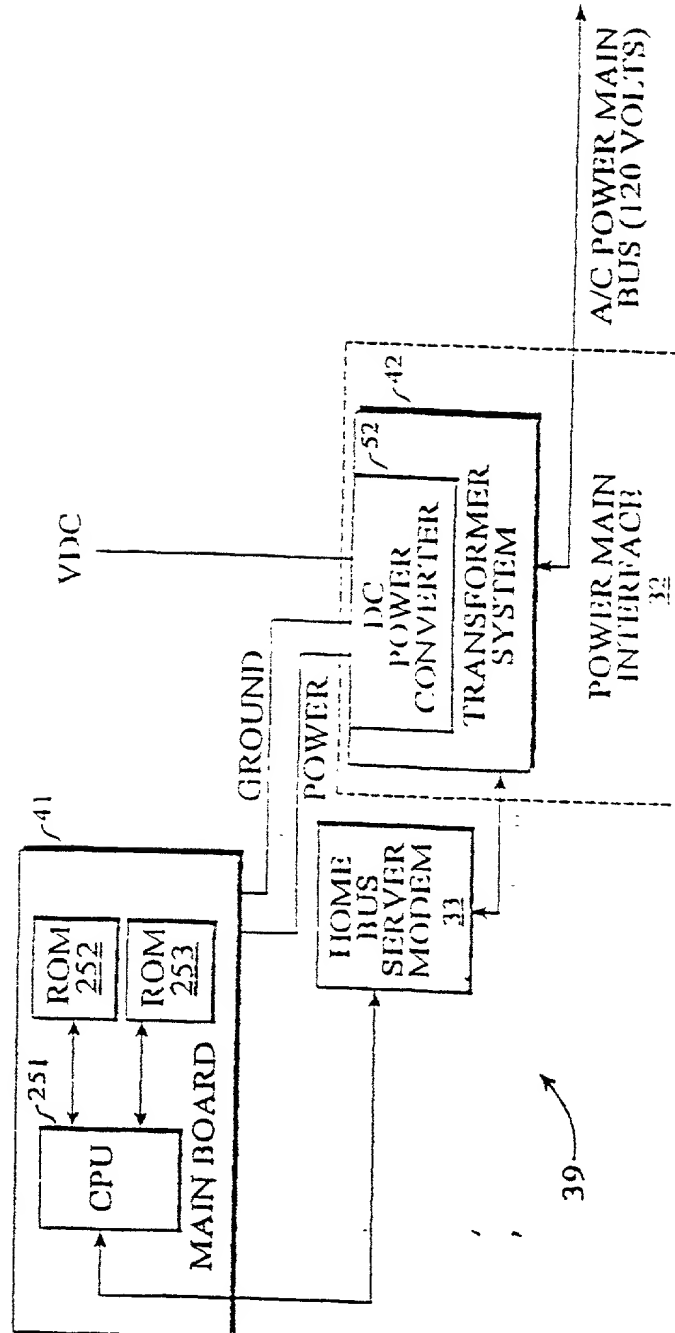 41
251
CPU
ROM
252
ROM
253
MAIN BOARD
GROUND
POWER
VDC
HOME
BUS
SERVER
MODEM
33
52
42
DC
POWER
CONVERTER
TRANSFORMER
SYSTEM
POWER MAIN
INTERFACE
32
A/C POWER MAIN
BUS (120 VOLTS)
39